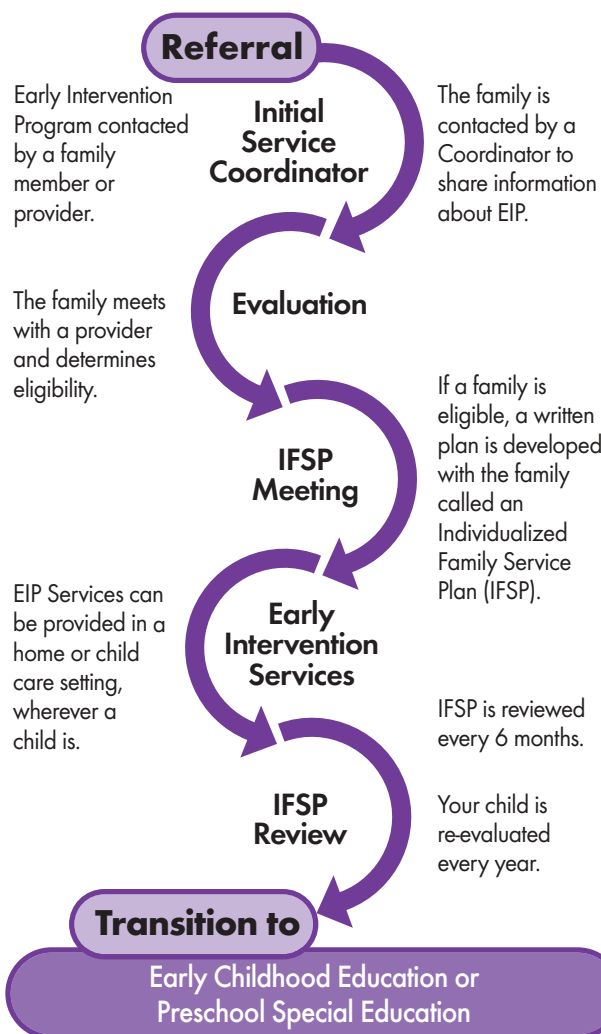 Referral
Early Intervention
Program contacted
by a family
member or
provider.
Initial
Service
Coordinator
The family is
contacted by a
Coordinator to
share information
about EIP.
The family meets
with a provider
and determines
eligibility.
Evaluation
IFSP
Meeting
If a family is
eligible, a written
plan is developed
with the family
called an
Individualized
Family Service
Plan (IFSP).
EIP Services can
be provided in a
home or child
care setting,
wherever a
child is.
Early
Intervention
Services
IFSP
Review
IFSP is reviewed
every 6 months.
Your child is
re-evaluated
every year.
Transition to
Early Childhood Education or
Preschool Special Education